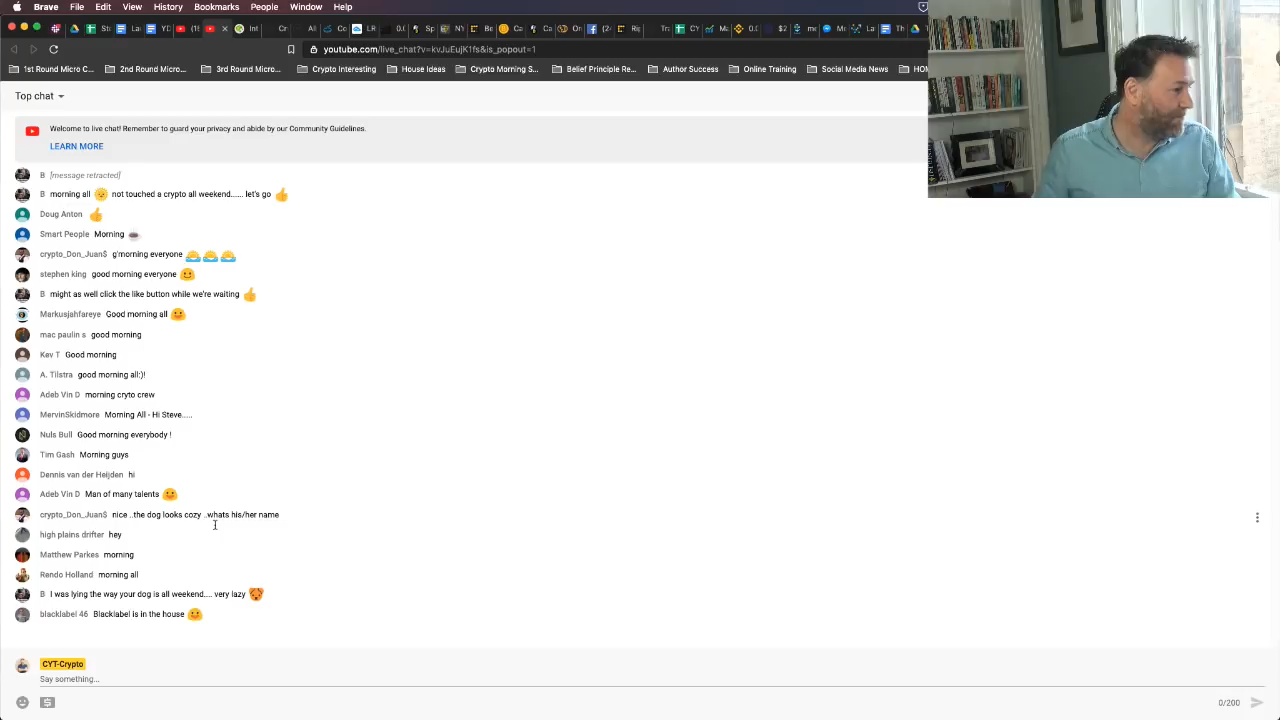 Brave File Edit View History Bookmarks People Window Help
youtube.com/live_chat?v=kvJuEujK1fs&is_popout=1
1st Round Micro C... 2nd Round Micro... 3rd Round Micro... Crypto Interesting House Ideas Crypto Morning S... Belief Principle Re... Author Success Online Training Social Media News
Top chat
Welcome to live chat! Remember to guard your privacy and abide by our Community Guidelines.
LEARN MORE
B [message retracted]
B morning all not touched a crypto all weekend...... let's go
Doug Anton
Smart People Morning
crypto_Don_Juan$ g'morning everyone
stephen king good morning everyone
B might as well click the like button while we're waiting
Markusjahfareye Good morning all
mac paulin s good morning
Kev T Good morning
A. Tilstra good morning all:)!
Adeb Vin D morning cryto crew
MervinSkidmore Morning All - Hi Steve.....
Nuls Bull Good morning everybody !
Tim Gash Morning guys
Dennis van der Heijden hi
Adeb Vin D Man of many talents
crypto_Don_Juan$ nice ..the dog looks cozy ..whats his/her name
high plains drifter hey
Matthew Parkes morning
Rendo Holland morning all
B I was lying the way your dog is all weekend.... very lazy
blacklabel 46 Blacklabel is in the house
CYT-Crypto
Say something...
0/200